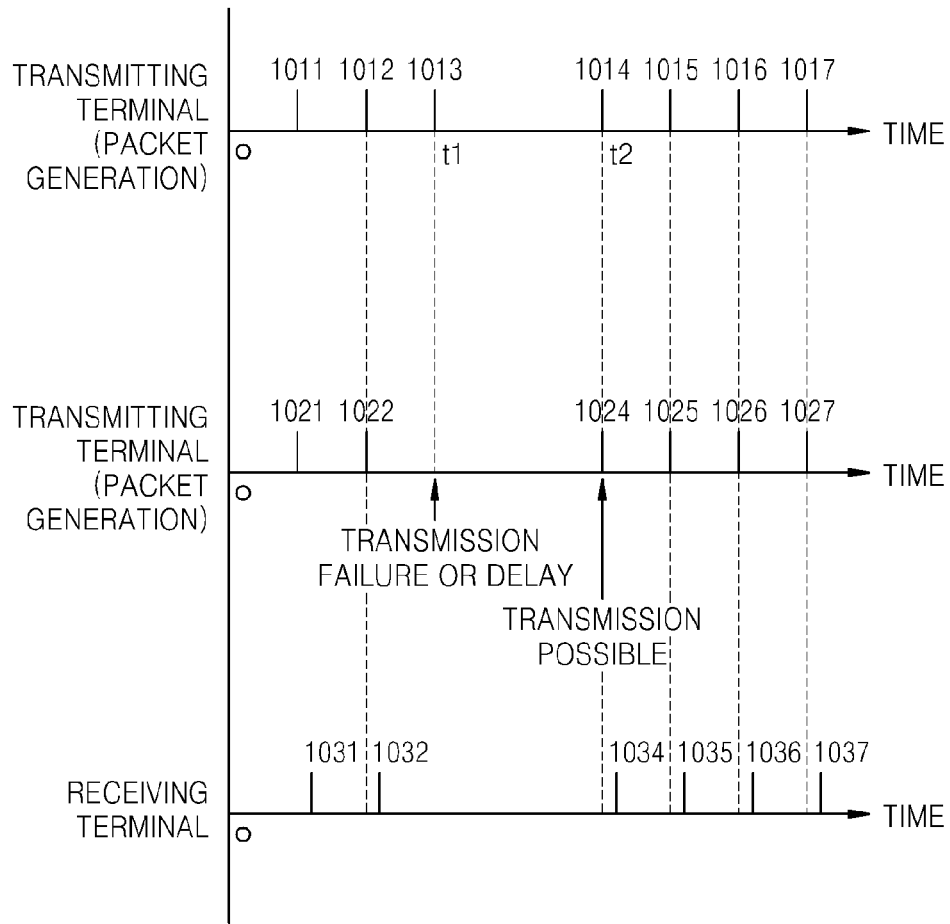 1011 1012 1013 1014 1015 1016 1017
TRANSMITTING
TERMINAL
(PACKET
GENERATION)
TIME
O
t1 t2
1021 1022 1024 1025 1026 1027
TRANSMITTING
TERMINAL
(PACKET
GENERATION)
TIME
O
TRANSMISSION
FAILURE OR DELAY
TRANSMISSION
POSSIBLE
1031 1032 1034 1035 1036 1037
RECEIVING
TERMINAL
TIME
O